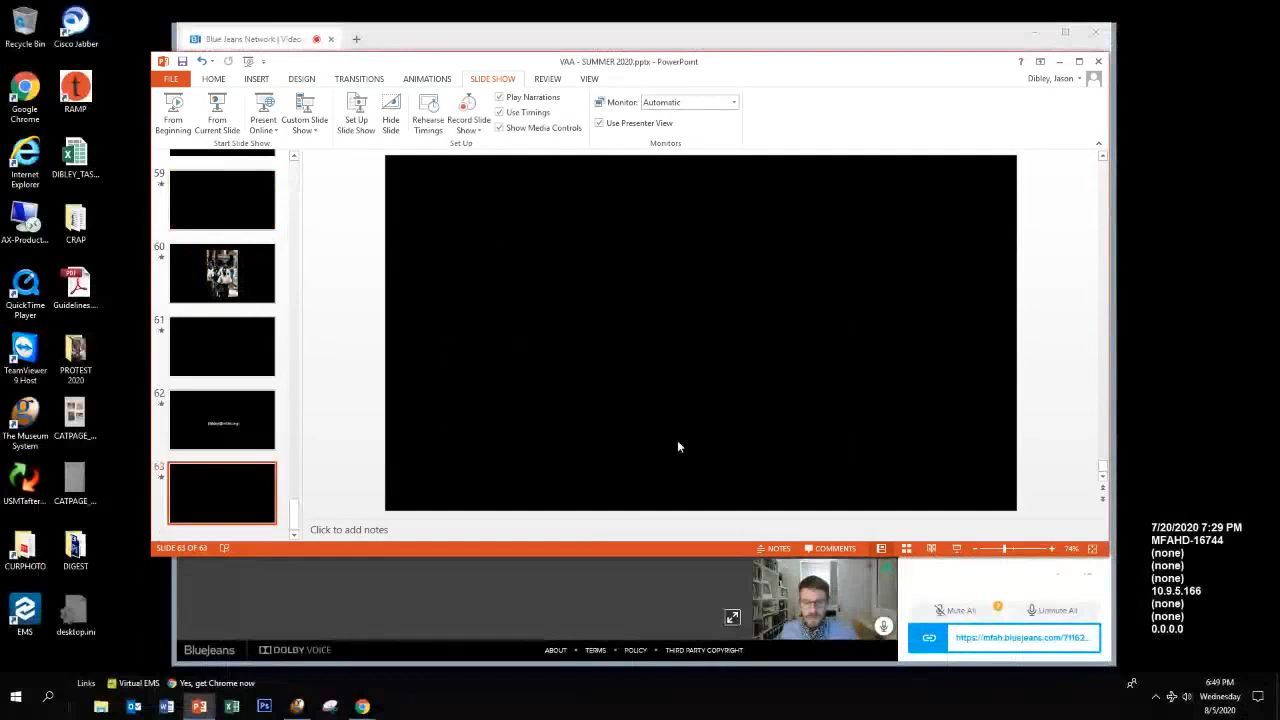 Recycle Bin
Cisco Jabber
Google Chrome
RAMP
Internet Explorer
DIBLEY_TAS...
AX-Product...
CRAP
QuickTime Player
Guidelines....
TeamViewer 9 Host
PROTEST 2020
The Museum System
CATPAGE_...
USMTafter...
CATPAGE_...
CURPHOTO
DIGEST
EMS
desktop.ini
Blue Jeans Network | Video
VAA - SUMMER 2020.pptx - PowerPoint
FILE HOME INSERT DESIGN TRANSITIONS ANIMATIONS SLIDE SHOW REVIEW VIEW
Dibley, Jason
From Beginning
From Current Slide
Present Online
Custom Slide Show
Set Up Slide Show
Hide Slide
Rehearse Timings
Record Slide Show
Play Narrations
Use Timings
Show Media Controls
Monitor: Automatic
Use Presenter View
Start Slide Show
Set Up
Monitors
59
60
61
62
63
Click to add notes
SLIDE 63 OF 63
NOTES COMMENTS
74%
7/20/2020 7:29 PM
MFAHD-16744
(none)
(none)
(none)
10.9.5.166
(none)
(none)
0.0.0.0
Mute All
Unmute All
https://mfah.bluejeans.com/71162...
Bluejeans DOLBY VOICE
ABOUT • TERMS • POLICY • THIRD PARTY COPYRIGHT
Links Virtual EMS Yes, get Chrome now
6:49 PM
Wednesday
8/5/2020